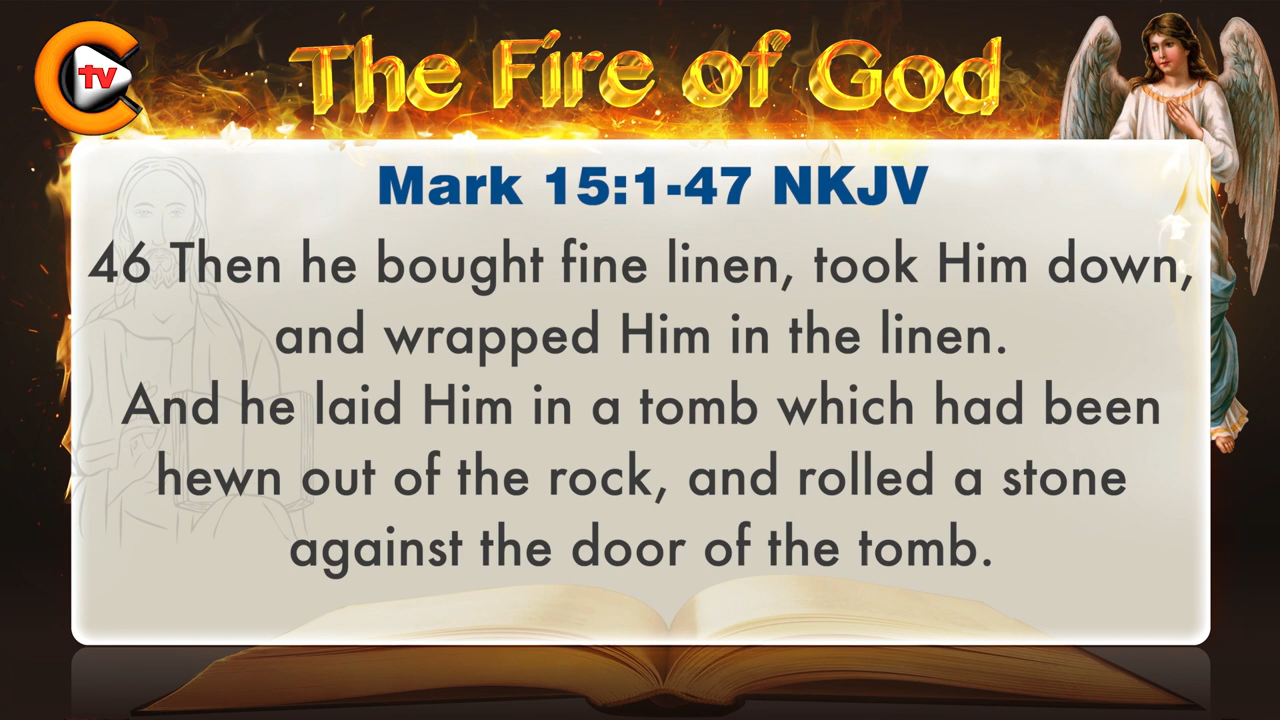 tv
The Fire of God
Mark 15:1-47 NKJV
46 Then he bought fine linen, took Him down,
and wrapped Him in the linen.
And he laid Him in a tomb which had been
hewn out of the rock, and rolled a stone
against the door of the tomb.